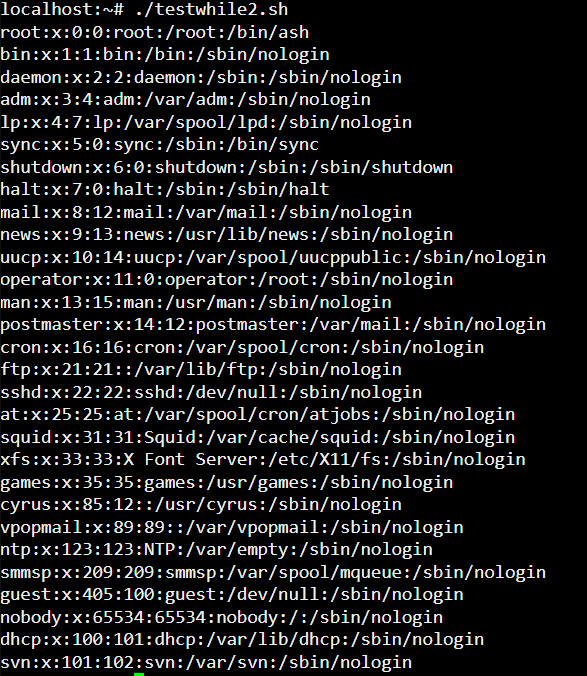 localhost:~# ./testwhile2.sh
root:x:0:0:root:/root:/bin/ash
bin:x:1:1:bin:/bin:/sbin/nologin
daemon:x:2:2:daemon:/sbin:/sbin/nologin
adm:x:3:4:adm:/var/adm:/sbin/nologin
lp:x:4:7:lp:/var/spool/lpd:/sbin/nologin
sync:x:5:0:sync:/sbin:/bin/sync
shutdown:x:6:0:shutdown:/sbin:/sbin/shutdown
halt:x:7:0:halt:/sbin:/sbin/halt
mail:x:8:12:mail:/var/mail:/sbin/nologin
news:x:9:13:news:/usr/lib/news:/sbin/nologin
uucp:x:10:14:uucp:/var/spool/uucppublic:/sbin/nologin
operator:x:11:0:operator:/root:/sbin/nologin
man:x:13:15:man:/usr/man:/sbin/nologin
postmaster:x:14:12:postmaster:/var/mail:/sbin/nologin
cron:x:16:16:cron:/var/spool/cron:/sbin/nologin
ftp:x:21:21::/var/lib/ftp:/sbin/nologin
sshd:x:22:22:sshd:/dev/null:/sbin/nologin
at:x:25:25:at:/var/spool/cron/atjobs:/sbin/nologin
squid:x:31:31:Squid:/var/cache/squid:/sbin/nologin
xfs:x:33:33:X Font Server:/etc/X11/fs:/sbin/nologin
games:x:35:35:games:/usr/games:/sbin/nologin
cyrus:x:85:12::/usr/cyrus:/sbin/nologin
vpopmail:x:89:89::/var/vpopmail:/sbin/nologin
ntp:x:123:123:NTP:/var/empty:/sbin/nologin
smmsp:x:209:209:smmsp:/var/spool/mqueue:/sbin/nologin
guest:x:405:100:guest:/dev/null:/sbin/nologin
nobody:x:65534:65534:nobody:/:/sbin/nologin
dhcp:x:100:101:dhcp:/var/lib/dhcp:/sbin/nologin
svn:x:101:102:svn:/var/svn:/sbin/nologin